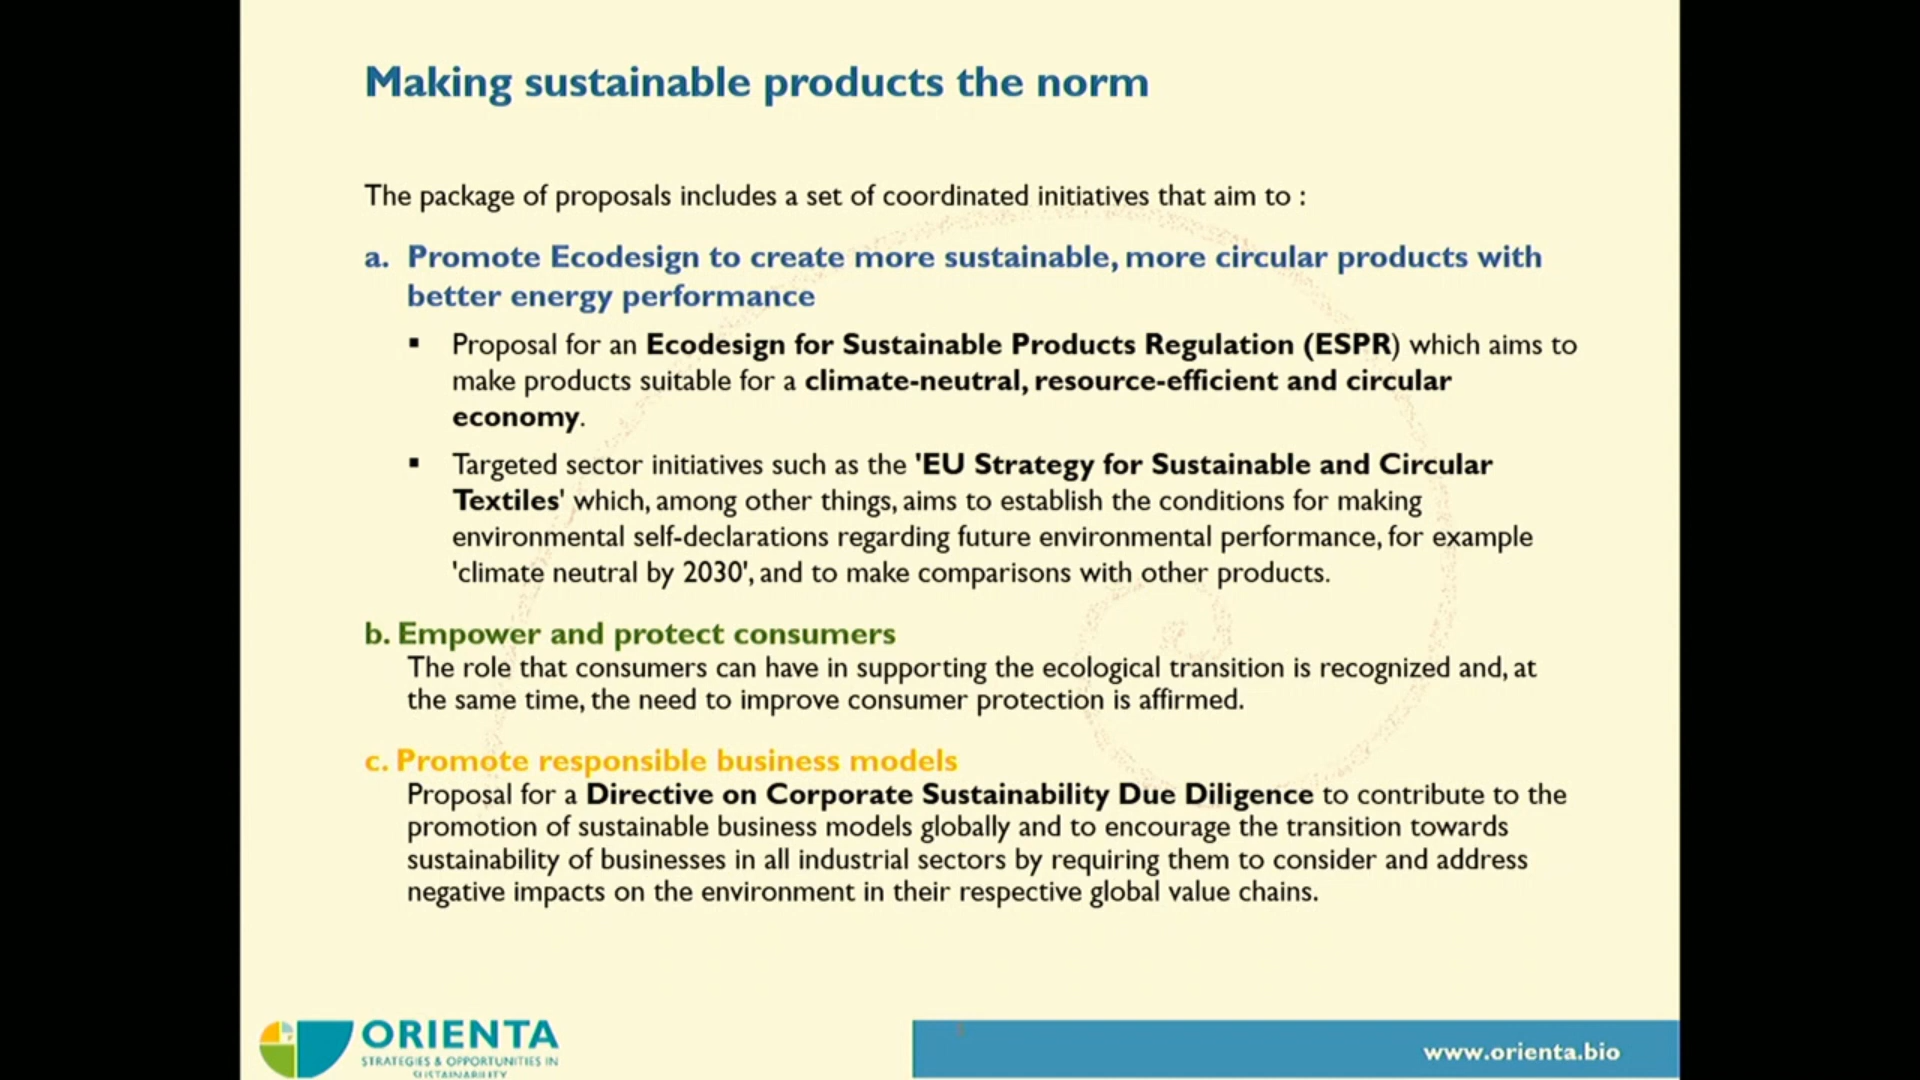 Making sustainable products the norm
The package of proposals includes a set of coordinated initiatives that aim to :
a. Promote Ecodesign to create more sustainable, more circular products with
better energy performance
▪ Proposal for an Ecodesign for Sustainable Products Regulation (ESPR) which aims to
make products suitable for a climate-neutral, resource-efficient and circular
economy.
▪ Targeted sector initiatives such as the 'EU Strategy for Sustainable and Circular
Textiles' which, among other things, aims to establish the conditions for making
environmental self-declarations regarding future environmental performance, for example
'climate neutral by 2030', and to make comparisons with other products.
b. Empower and protect consumers
The role that consumers can have in supporting the ecological transition is recognized and, at
the same time, the need to improve consumer protection is affirmed.
c. Promote responsible business models
Proposal for a Directive on Corporate Sustainability Due Diligence to contribute to the
promotion of sustainable business models globally and to encourage the transition towards
sustainability of businesses in all industrial sectors by requiring them to consider and address
negative impacts on the environment in their respective global value chains.
ORIENTA
STRATEGIES & OPPORTUNITIES IN
SUSTAINABILITY
www.orienta.bio